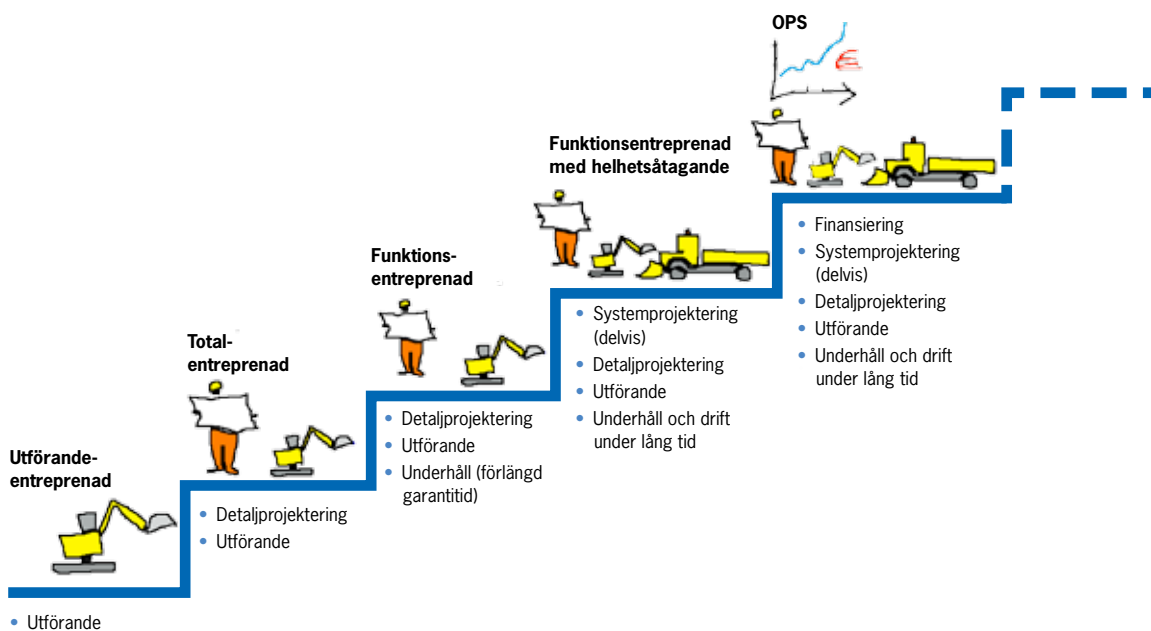 Utförande-
entreprenad
• Utförande
Total-
entreprenad
• Detaljprojektering
• Utförande
Funktions-
entreprenad
• Detaljprojektering
• Utförande
• Underhåll (förlängd
garantitid)
Funktionsentreprenad
med helhetsåtagande
• Systemprojektering
(delvis)
• Detaljprojektering
• Utförande
• Underhåll och drift
under lång tid
OPS
€
• Finansiering
• Systemprojektering
(delvis)
• Detaljprojektering
• Utförande
• Underhåll och drift
under lång tid